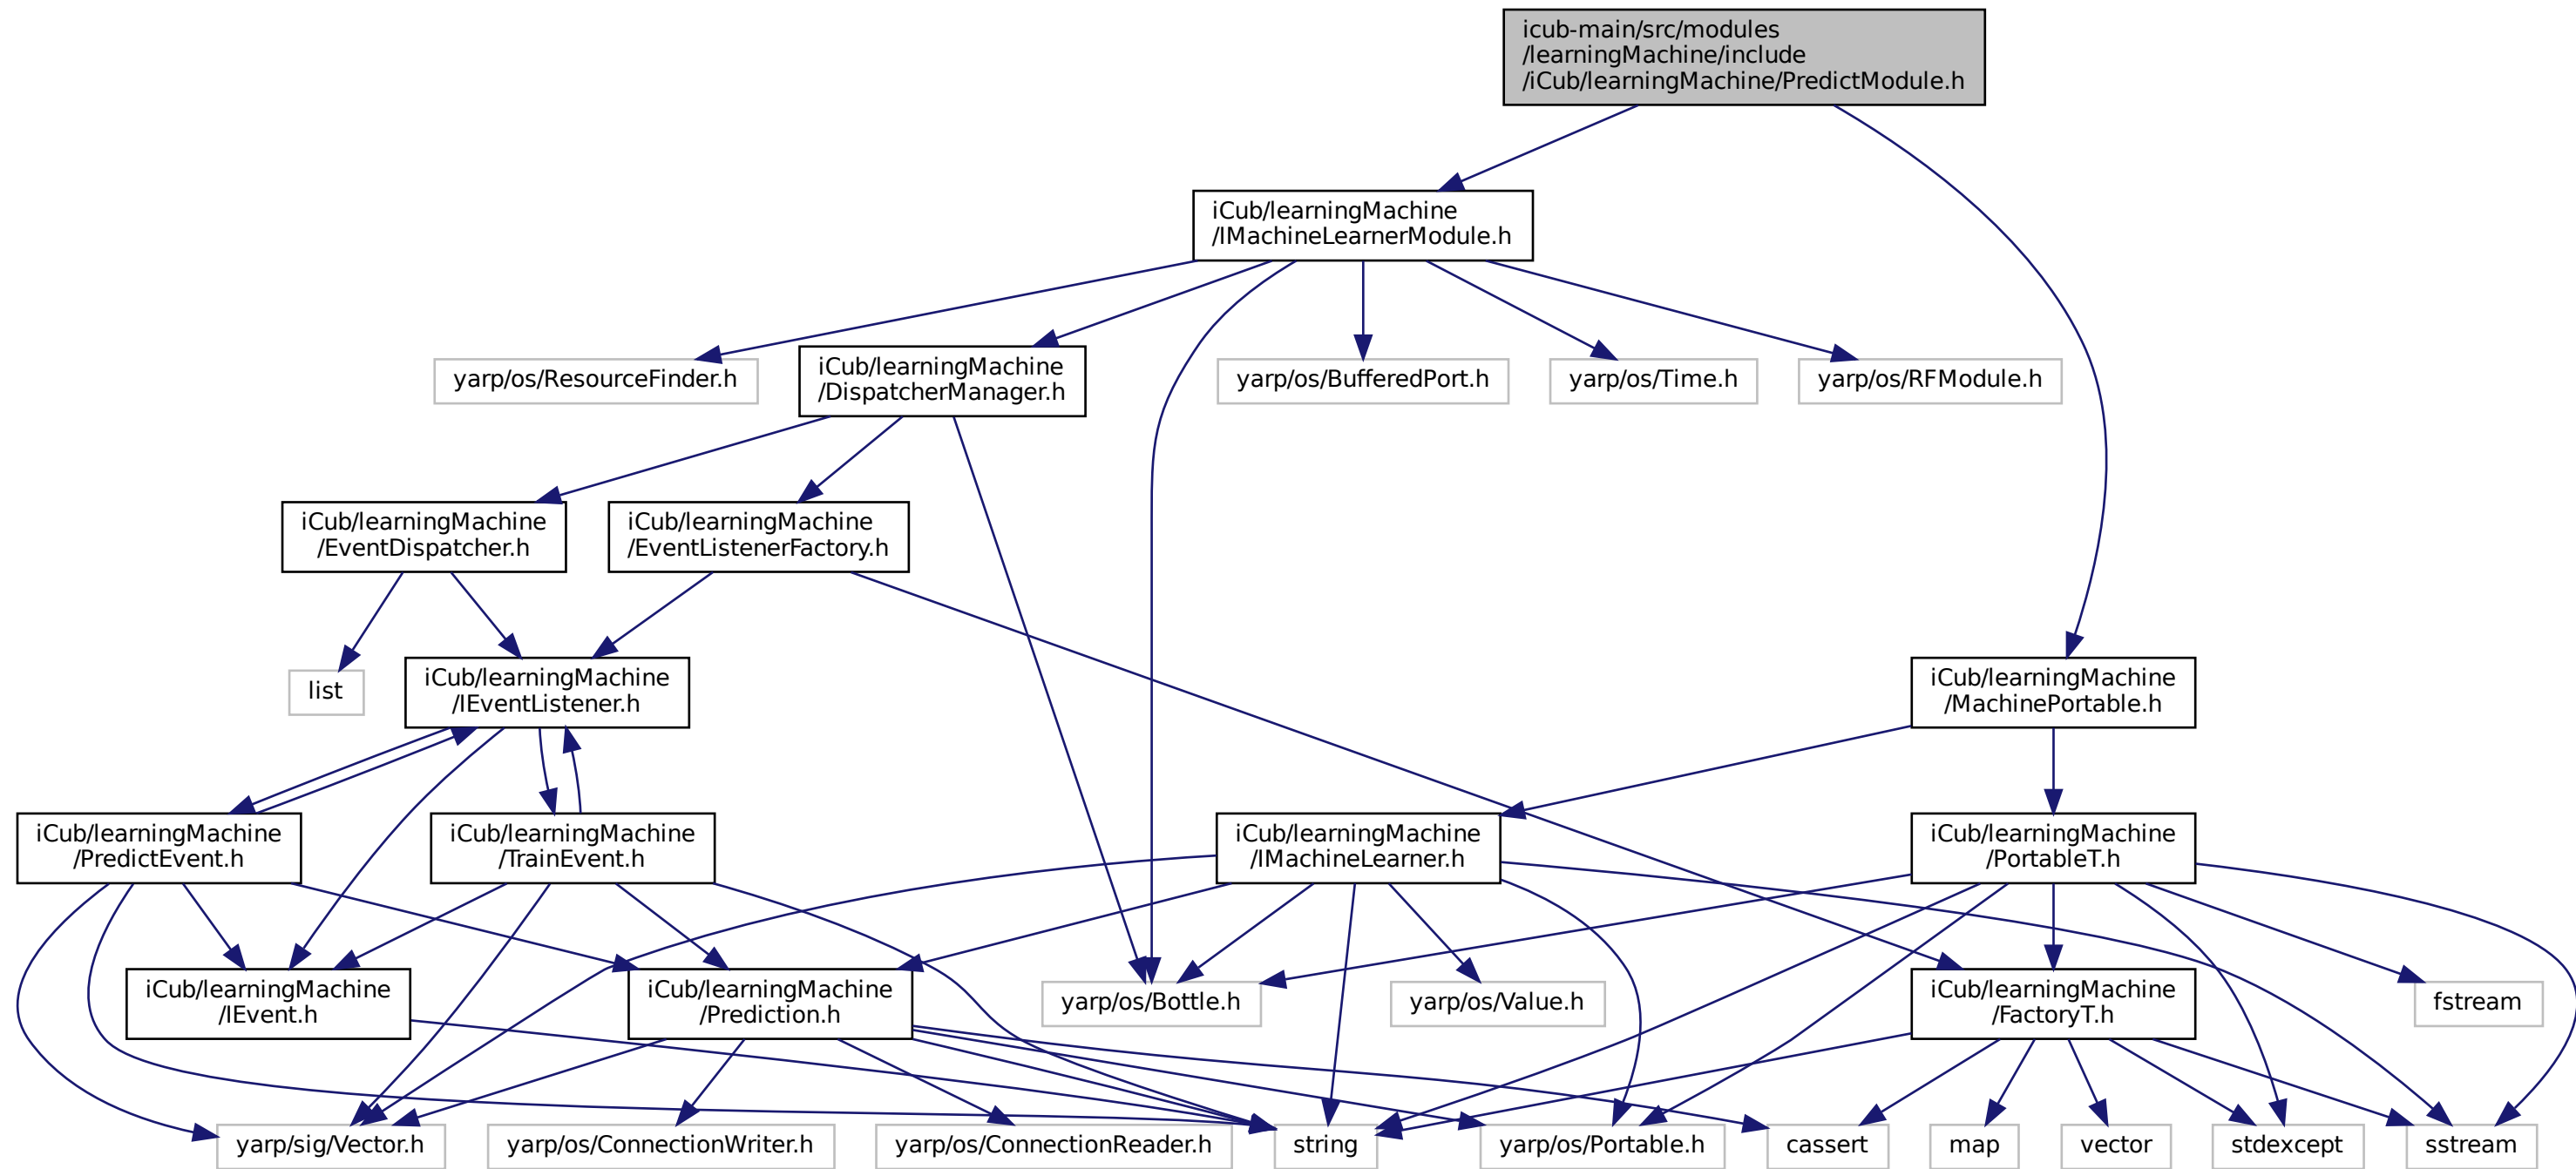 icub-main/src/modules
/learningMachine/include
/iCub/learningMachine/PredictModule.h
iCub/learningMachine
/IMachineLearnerModule.h
yarp/os/ResourceFinder.h
iCub/learningMachine
/DispatcherManager.h
yarp/os/BufferedPort.h
yarp/os/Time.h
yarp/os/RFModule.h
iCub/learningMachine
/EventDispatcher.h
iCub/learningMachine
/EventListenerFactory.h
list
iCub/learningMachine
/IEventListener.h
iCub/learningMachine
/MachinePortable.h
iCub/learningMachine
/PredictEvent.h
iCub/learningMachine
/TrainEvent.h
iCub/learningMachine
/IMachineLearner.h
iCub/learningMachine
/PortableT.h
iCub/learningMachine
/IEvent.h
iCub/learningMachine
/Prediction.h
yarp/os/Bottle.h
yarp/os/Value.h
iCub/learningMachine
/FactoryT.h
fstream
yarp/sig/Vector.h
yarp/os/ConnectionWriter.h
yarp/os/ConnectionReader.h
string
yarp/os/Portable.h
cassert
map
vector
stdexcept
sstream